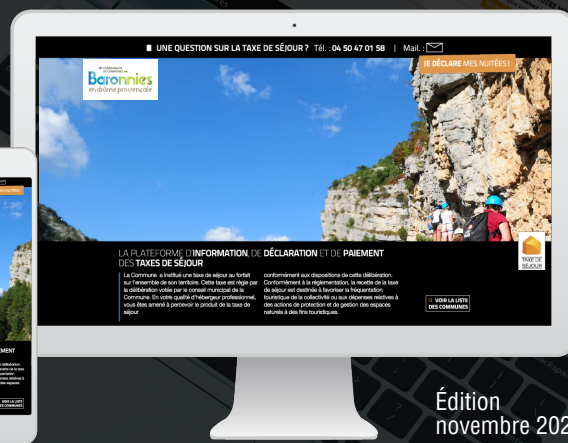 UNE QUESTION SUR LA TAXE DE SÉJOUR ? Tél. : 04 50 47 01 58 | Mail. :
JE DÉCLARE MES NUITÉES !
Baronnies
en drôme provençale
LA PLATEFORME D'INFORMATION, DE DÉCLARATION ET DE PAIEMENT
DES TAXES DE SÉJOUR
La Commune a institué une taxe de séjour au forfait
sur l'ensemble de son territoire. Cette taxe est régie par
la délibération votée par le conseil municipal de la
Commune. En votre qualité d'hébergeur professionnel,
vous êtes amené à percevoir le produit de la taxe de
séjour
conformément aux dispositions de cette délibération.
Conformément à la réglementation, la recette de la taxe
de séjour est destinée à favoriser la fréquentation
touristique de la collectivité ou aux dépenses relatives à
des actions de protection et de gestion des espaces
naturels à des fins touristiques.
TAXE DE
SÉJOUR
VOIR LA LISTE
DES COMMUNES
Édition
novembre 202